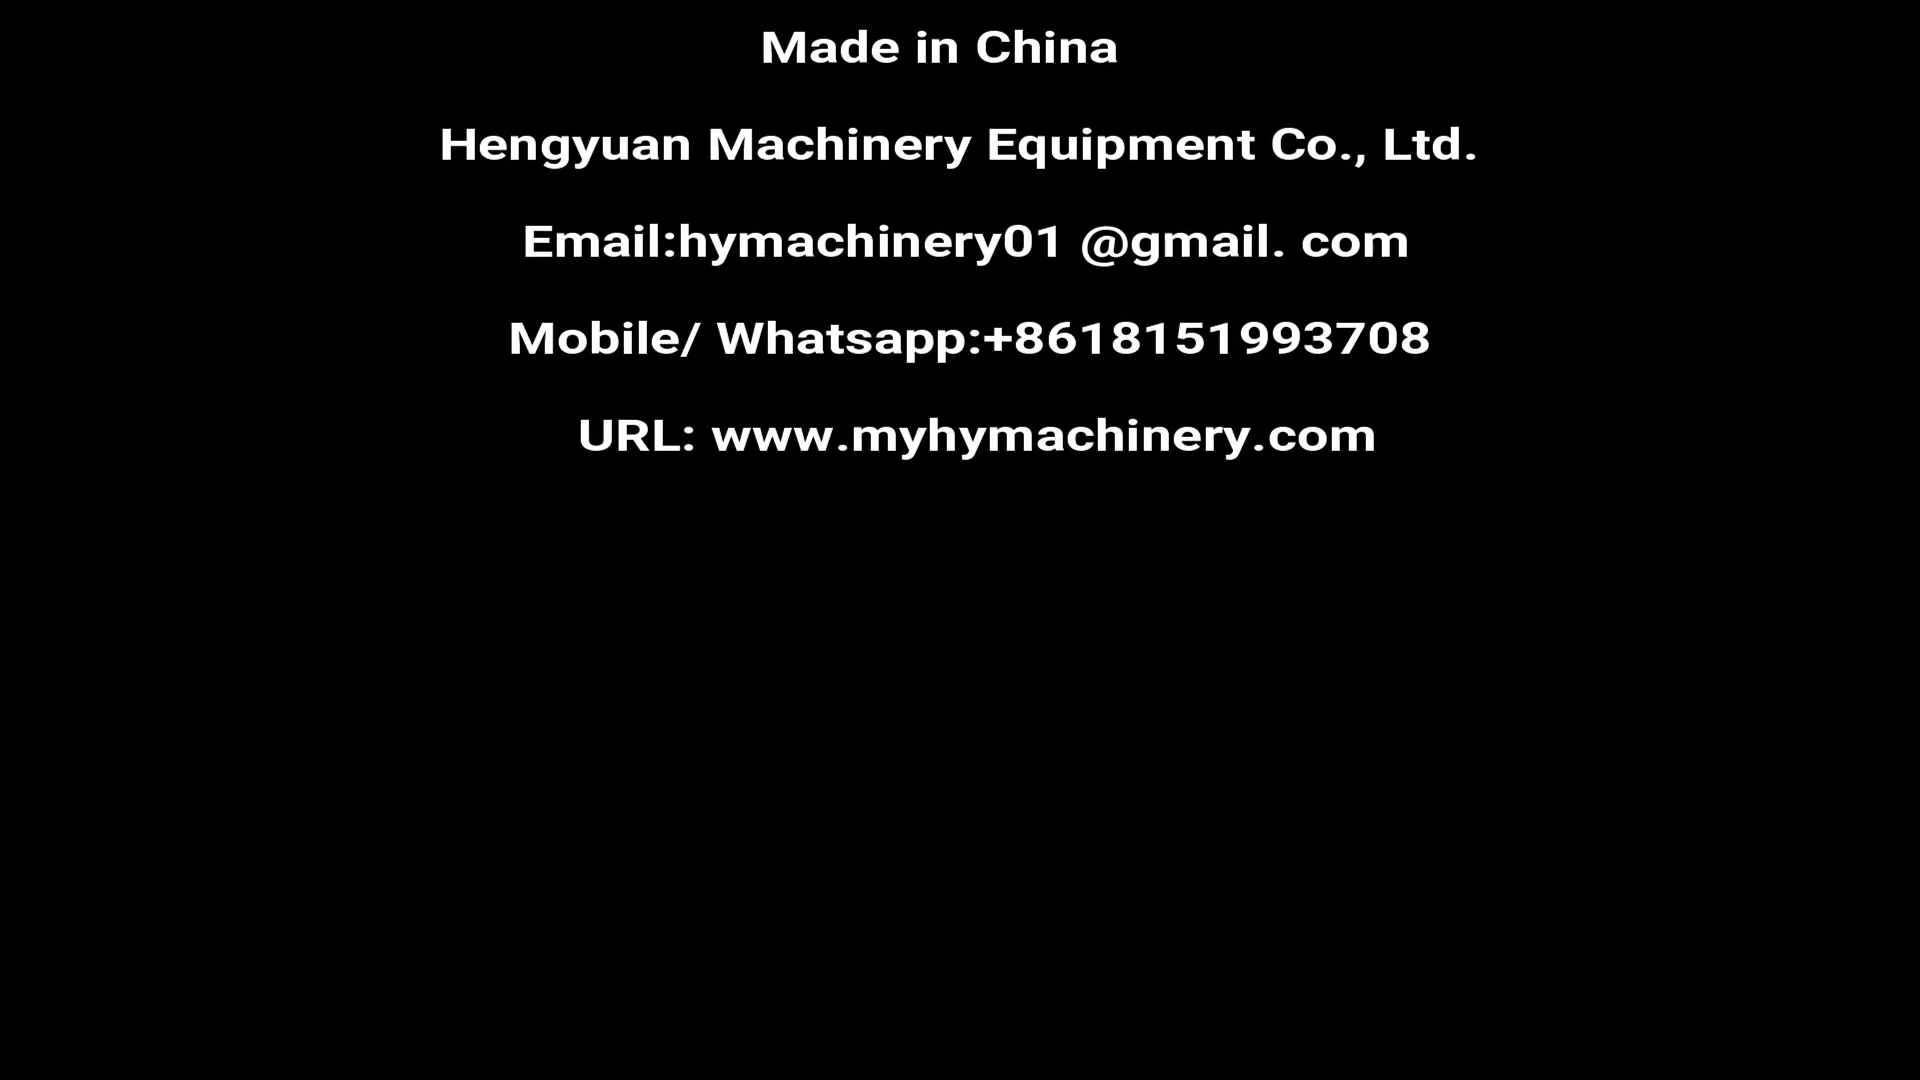 Made in China
Hengyuan Machinery Equipment Co., Ltd.
Email:hymachinery01 @gmail. com
Mobile/ Whatsapp:+8618151993708
URL: www.myhymachinery.com